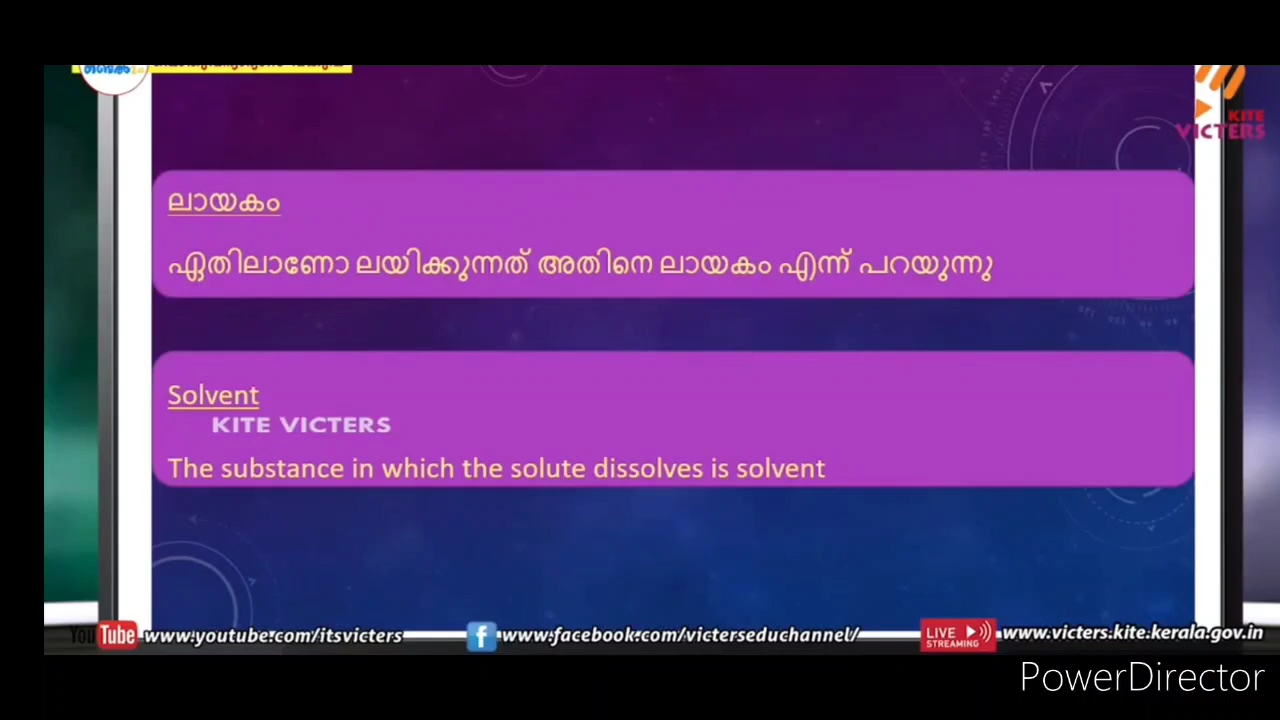 KITE
VICTERS
ലായകം
ഏതിലാണോ ലയിക്കുന്നത് അതിനെ ലായകം എന്ന് പറയുന്നു
Solvent
KITE VICTERS
The substance in which the solute dissolves is solvent
YouTube www.youtube.com/itsvicters
f www.facebook.com/victerseduchannel/
LIVE STREAMING www.victers.kite.kerala.gov.in
PowerDirector